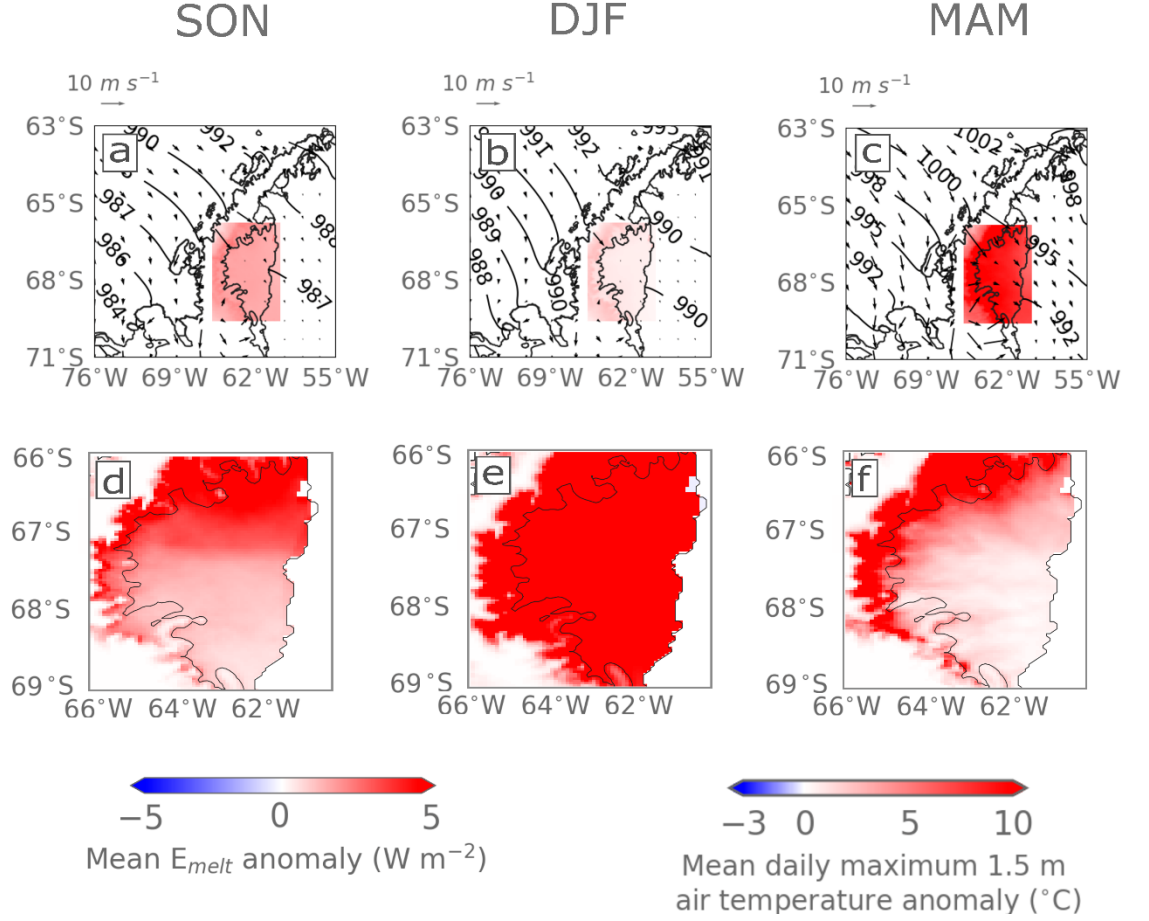 SON DJF MAM
10 m s−1 10 m s−1 10 m s−1
63°S a 990 992
65°S 987
68°S 986 987
71°S 984
76°W 69°W 62°W 55°W
63°S b 991 992
65°S 990 989 990
68°S 988 990 990
71°S
76°W 69°W 62°W 55°W
63°S c 1002 1000
65°S 998 995 995
68°S 992 992
71°S
76°W 69°W 62°W 55°W
66°S d
67°S
68°S
69°S
66°W 64°W 62°W
66°S e
67°S
68°S
69°S
66°W 64°W 62°W
66°S f
67°S
68°S
69°S
66°W 64°W 62°W
−5 0 5
Mean Emelt anomaly (W m−2)
−3 0 5 10
Mean daily maximum 1.5 m
air temperature anomaly (°C)